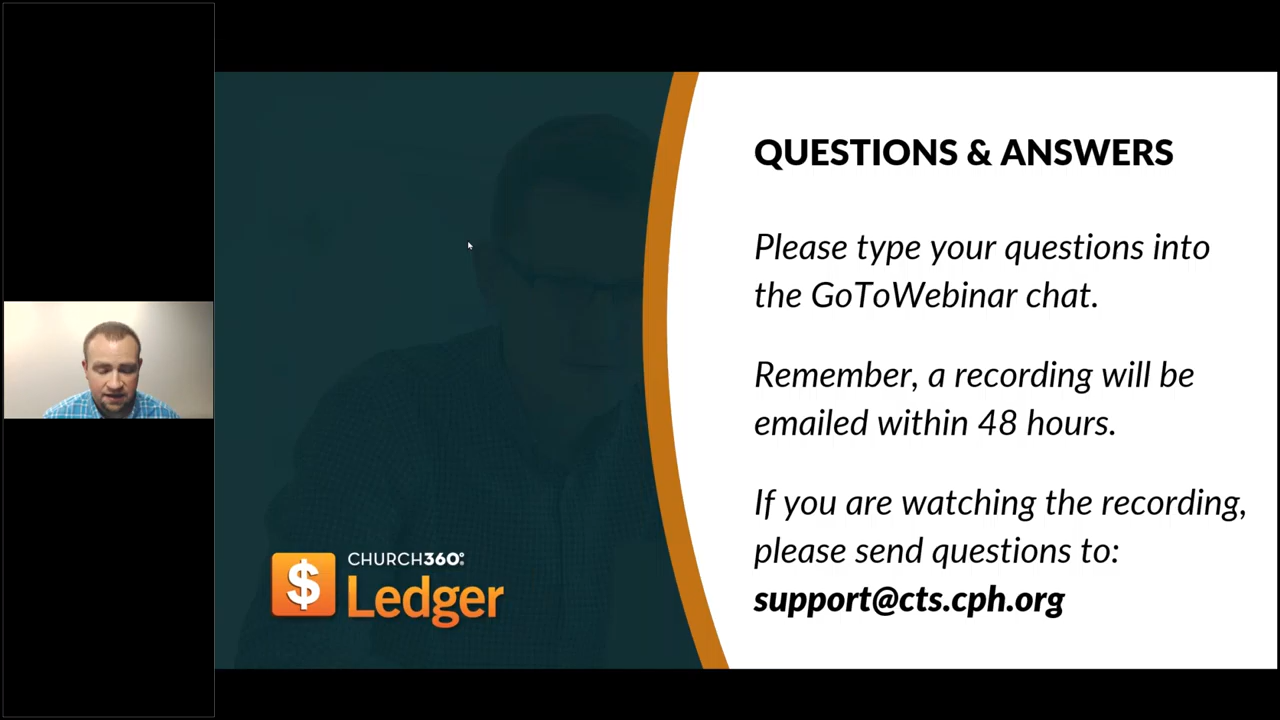 QUESTIONS & ANSWERS
Please type your questions into
the GoToWebinar chat.
Remember, a recording will be
emailed within 48 hours.
If you are watching the recording,
please send questions to:
support@cts.cph.org
$
CHURCH360°
Ledger